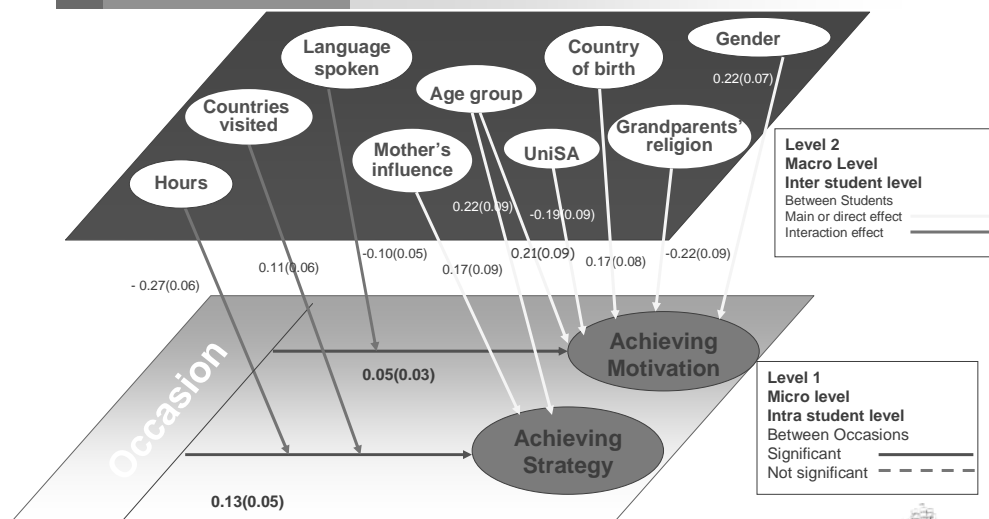 Language
spoken
Country
of birth
Gender
0.22(0.07)
Age group
Countries
visited
Grandparents'
religion
Mother's
influence
UniSA
Hours
0.22(0.09)
-0.19(0.09)
Level 2
Macro Level
Inter student level
Between Students
Main or direct effect
Interaction effect
- 0.27(0.06)
0.11(0.06)
-0.10(0.05)
0.17(0.09)
0.21(0.09)
0.17(0.08)
-0.22(0.09)
Occasion
Achieving
Motivation
0.05(0.03)
Achieving
Strategy
0.13(0.05)
Level 1
Micro level
Intra student level
Between Occasions
Significant
Not significant